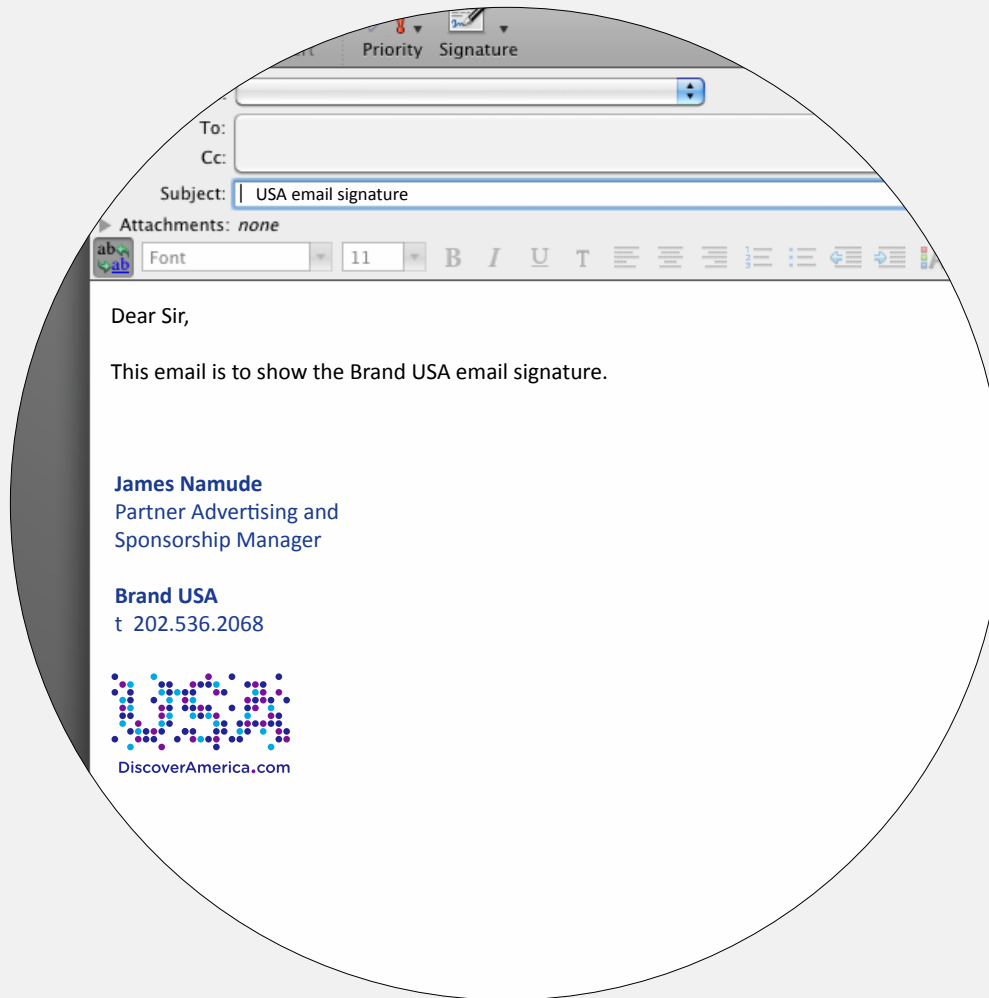 Priority Signature
To:
Cc:
Subject: USA email signature
Attachments: none
Font 11 B I U T
Dear Sir,
This email is to show the Brand USA email signature.
James Namude
Partner Advertising and
Sponsorship Manager
Brand USA
t 202.536.2068
USA
DiscoverAmerica.com